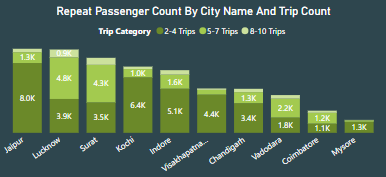 Repeat Passenger Count By City Name And Trip Count
Trip Category 2-4 Trips 5-7 Trips 8-10 Trips
1.3K 0.9K 4.3K 1.0K 1.6K 1.3K 2.2K 1.2K
8.0K 4.8K 3.5K 6.4K 5.1K 4.4K 3.4K 1.8K 1.1K 1.3K
3.9K
Jaipur Lucknow Surat Kochi Indore Visakhapatna... Chandigarh Vadodara Coimbatore Mysore